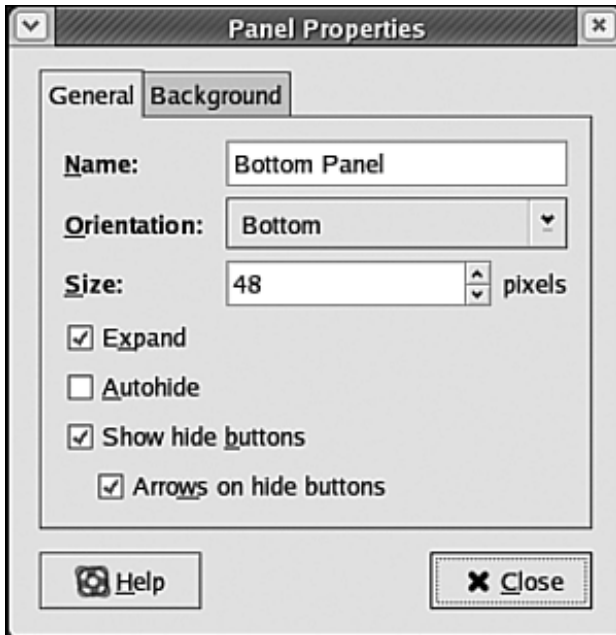 Panel Properties
General Background
Name: Bottom Panel
Orientation: Bottom
Size: 48 pixels
Expand
Autohide
Show hide buttons
Arrows on hide buttons
Help Close